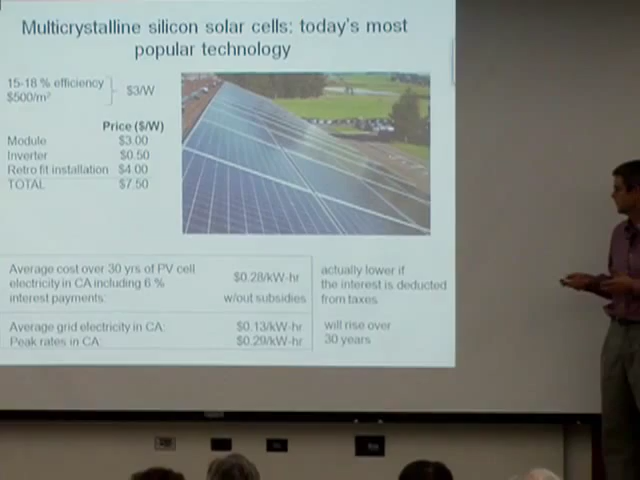 Multicrystalline silicon solar cells: today's most
popular technology
15-18 % efficiency
$500/m²
$3/W
Price ($/W)
Module $3.00
Inverter $0.50
Retro fit installation $4.00
TOTAL $7.50
Average cost over 30 yrs of PV cell
electricity in CA including 6 %
interest payments:
$0.28/kW-hr
w/out subsidies
actually lower if
the interest is deducted
from taxes.
Average grid electricity in CA: $0.13/kW-hr
Peak rates in CA: $0.29/kW-hr
will rise over
30 years